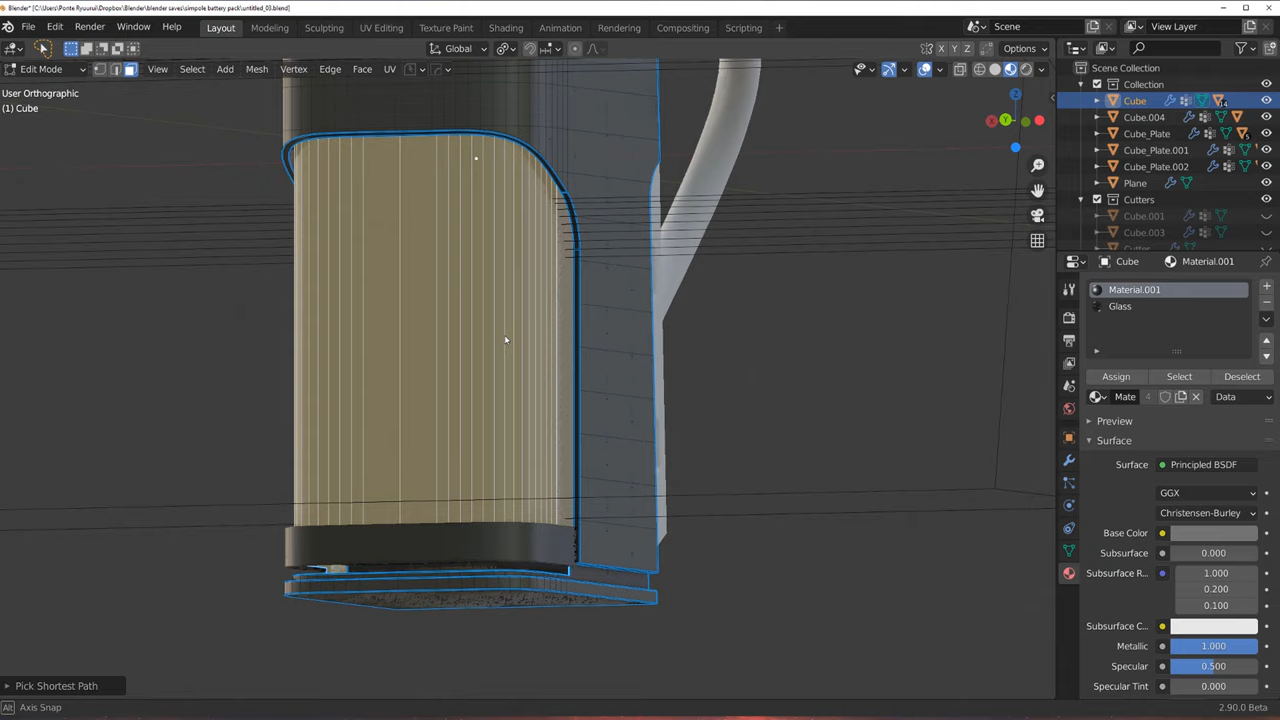 Blender* [C:\Users\Ponte Ryuurui\Dropbox\Blender\blender saves\simpole battery pack\untitled_03.blend]
File Edit Render Window Help Layout Modeling Sculpting UV Editing Texture Paint Shading Animation Rendering Compositing Scripting + Scene View Layer
Global X Y Z Options
Edit Mode View Select Add Mesh Vertex Edge Face UV
User Orthographic
(1) Cube
Z
X Y
Scene Collection
Collection
Cube 14
Cube.004
Cube_Plate 5
Cube_Plate.001
Cube_Plate.002
Plane
Cutters
Cube.001
Cube.003
Cutter
Cube Material.001
Material.001
Glass
Assign Select Deselect
Mate 4 Data
Preview
Surface
Surface Principled BSDF
GGX
Christensen-Burley
Base Color
Subsurface 0.000
Subsurface R... 1.000
0.200
0.100
Subsurface C...
Metallic 1.000
Specular 0.500
Specular Tint 0.000
Pick Shortest Path
Alt Axis Snap
2.90.0 Beta